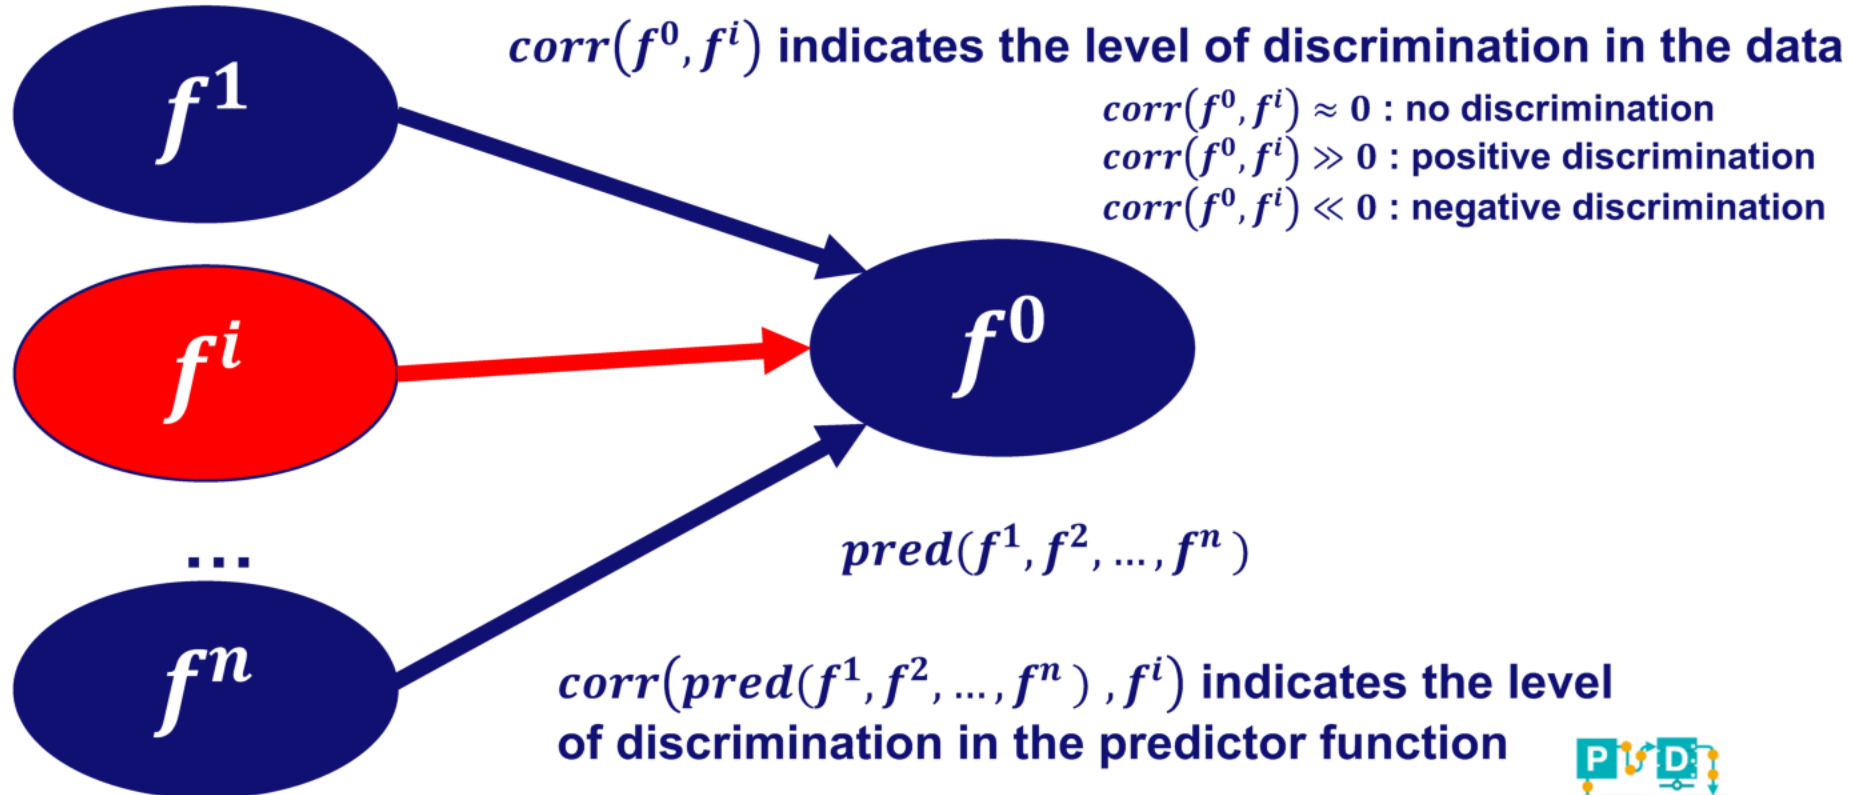 f¹
corr(f⁰, fⁱ) indicates the level of discrimination in the data
corr(f⁰, fⁱ) ≈ 0 : no discrimination
corr(f⁰, fⁱ) ≫ 0 : positive discrimination
corr(f⁰, fⁱ) ≪ 0 : negative discrimination
fⁱ
f⁰
...
pred(f¹, f², ..., fⁿ)
fⁿ
corr(pred(f¹, f², ..., fⁿ) , fⁱ) indicates the level
of discrimination in the predictor function
P D